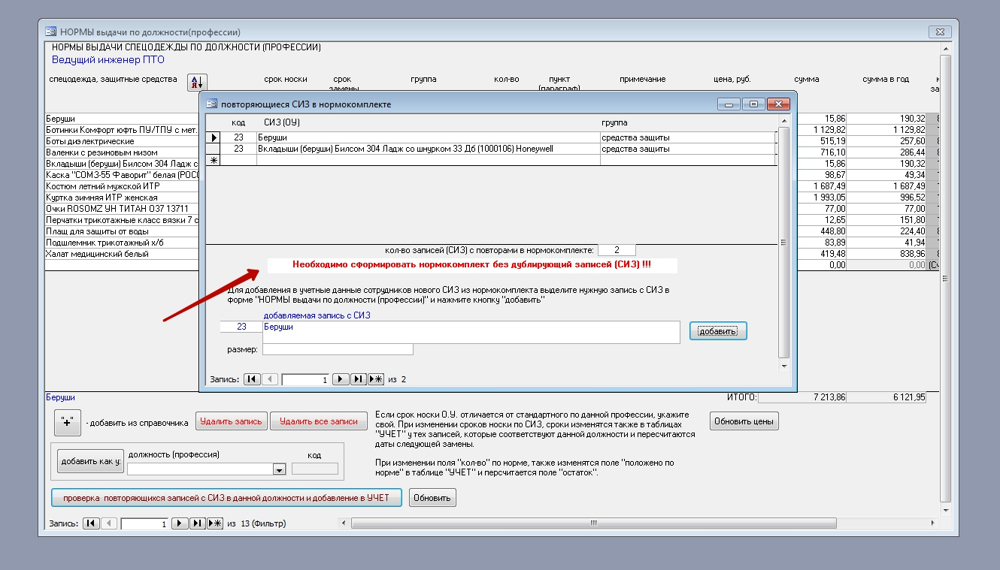 НОРМЫ выдачи по должности(профессии)
НОРМЫ ВЫДАЧИ СПЕЦОДЕЖДЫ ПО ДОЛЖНОСТИ (ПРОФЕССИИ)
Ведущий инженер ПТО
спецодежда, защитные средства А Я срок носки срок замены группа кол-во пункт (параграф) примечание цена, руб. сумма сумма в год
повторяющиеся СИЗ в нормокомплекте
код СИЗ (ОУ) группа
23 Беруши средства защиты
23 Вкладыши (беруши) Билсом 304 Ладж со шнурком 33 Дб (1000106) Honeywell средства защиты
кол-во записей (СИЗ) с повторами в нормокомплекте: 2
Необходимо сформировать нормокомплект без дублирующий записей (СИЗ) !!!
Для добавления в учетные данные сотрудников нового СИЗ из нормокомплекта выделите нужную запись с СИЗ в
форме "НОРМЫ выдачи по должности (профессии)" и нажмите кнопку "добавить"
добавляемая запись с СИЗ
23 Беруши
добавить
размер:
Запись: 1 из 2
Беруши 15,86 190,32
Ботинки Комфорт юфть ПУ/ТПУ с мет. 1 129,82 1 129,82
Боты диэлектрические 515,19 257,60
Валенки с резиновым низом 716,10 286,44
Вкладыши (беруши) Билсом 304 Ладж с 15,86 190,32
Каска "СОМЗ-55 Фаворит" белая (РОС 98,67 49,34
Костюм летний мужской ИТР 1 687,49 1 687,49
Куртка зимняя ИТР женская 1 993,05 996,52
Очки ROSOMZ УН ТИТАН О37 13711 77,00 77,00
Перчатки трикотажные класс вязки 7 с 12,65 151,80
Плащ для защиты от воды 448,80 224,40
Подшлемник трикотажный х/б 83,89 41,94
Халат медицинский белый 419,48 838,96
0,00 0,00
Беруши ИТОГО: 7 213,86 6 121,95
"+" - добавить из справочника Удалить запись Удалить все записи
Если срок носки О.У. отличается от стандартного по данной профессии, укажите
свой. При изменении сроков носки по СИЗ, сроки изменятся также в таблицах
"УЧЕТ" у тех записей, которые соответствуют данной должности и пересчитаются
даты следующей замены.
Обновить цены
добавить как у: должность (профессия) код
При изменении поля "кол-во" по норме, также изменятся поле "положено по
норме" в таблице "УЧЕТ" и персчитается поле "остаток".
проверка повторяющихся записей с СИЗ в данной должности и добавление в УЧЕТ Обновить
Запись: 1 из 13 (Фильтр)